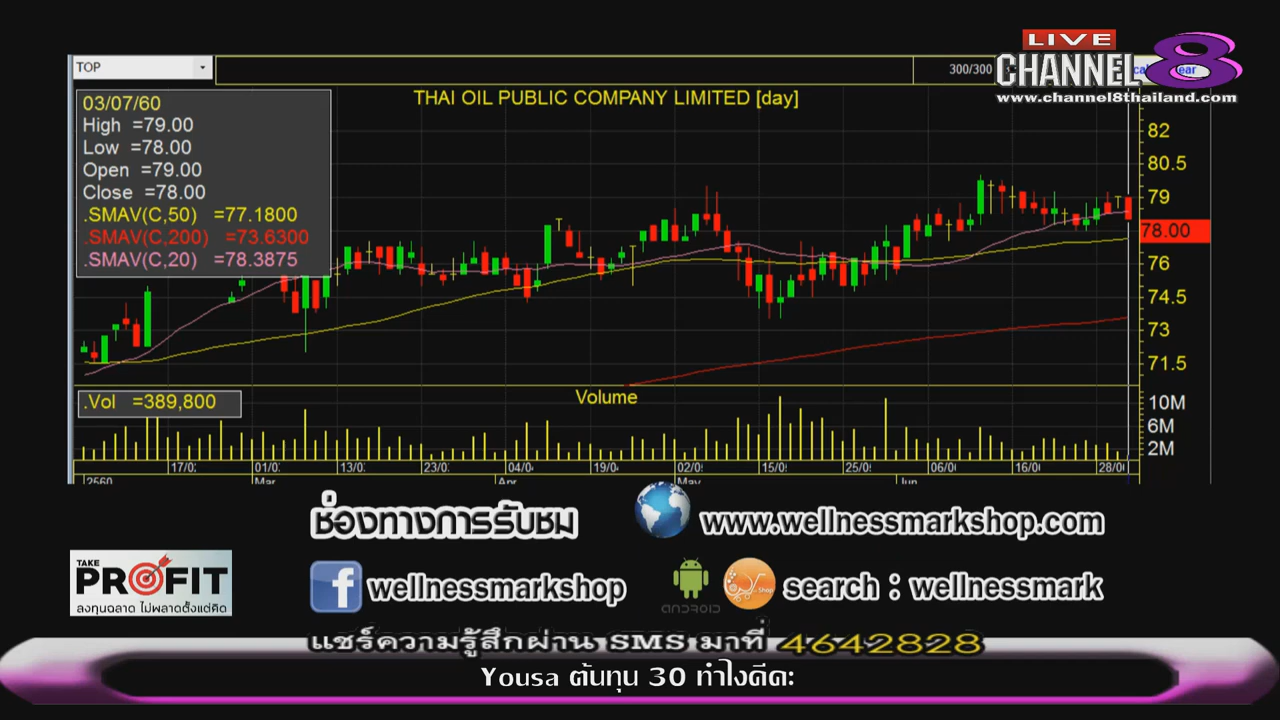 LIVE
CHANNEL 8
www.channel8thailand.com
TOP
300/300
THAI OIL PUBLIC COMPANY LIMITED [day]
03/07/60
High =79.00
Low =78.00
Open =79.00
Close =78.00
.SMAV(C,50) =77.1800
.SMAV(C,200) =73.6300
.SMAV(C,20) =78.3875
82
80.5
79
78.00
76
74.5
73
71.5
.Vol =389,800
Volume
10M
6M
2M
17/0 01/0 13/0 23/0 04/0 19/0 02/0 15/0 25/0 06/0 16/0 28/0
2560 Mar Apr May Jun
ช่องทางการรับชม
www.wellnessmarkshop.com
TAKE
PROFIT
ลงทุนฉลาด ไม่พลาดตั้งแต่คิด
f wellnessmarkshop
android
Shop
search : wellnessmark
แชร์ความรู้สึกผ่าน SMS มาที่ 4642828
Yousa ต้นทุน 30 ทำไงดีคะ